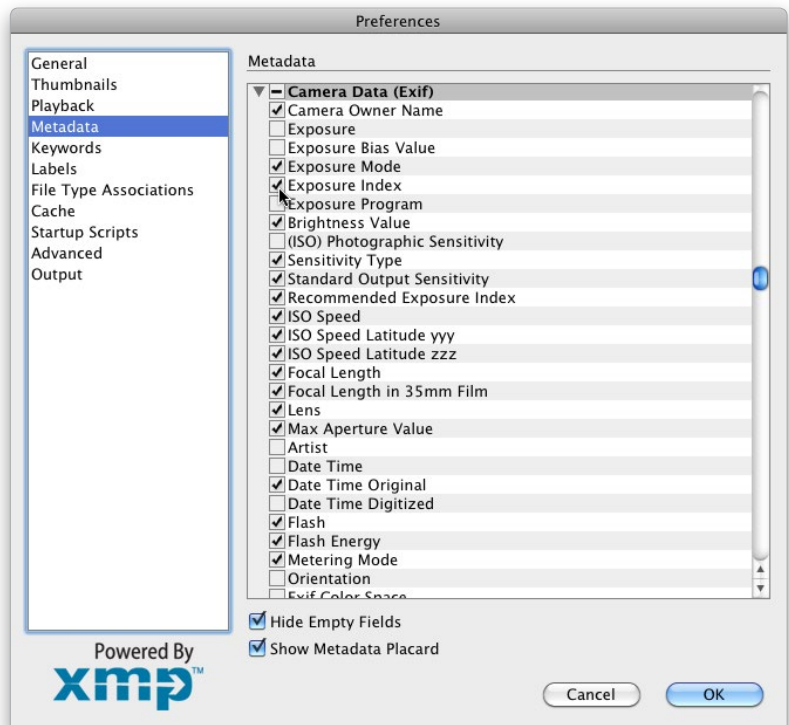 Preferences
General
Thumbnails
Playback
Metadata
Keywords
Labels
File Type Associations
Cache
Startup Scripts
Advanced
Output
Powered By
xmp™
Metadata
Camera Data (Exif)
Camera Owner Name
Exposure
Exposure Bias Value
Exposure Mode
Exposure Index
Exposure Program
Brightness Value
(ISO) Photographic Sensitivity
Sensitivity Type
Standard Output Sensitivity
Recommended Exposure Index
ISO Speed
ISO Speed Latitude yyy
ISO Speed Latitude zzz
Focal Length
Focal Length in 35mm Film
Lens
Max Aperture Value
Artist
Date Time
Date Time Original
Date Time Digitized
Flash
Flash Energy
Metering Mode
Orientation
Exif Color Space
Hide Empty Fields
Show Metadata Placard
Cancel
OK